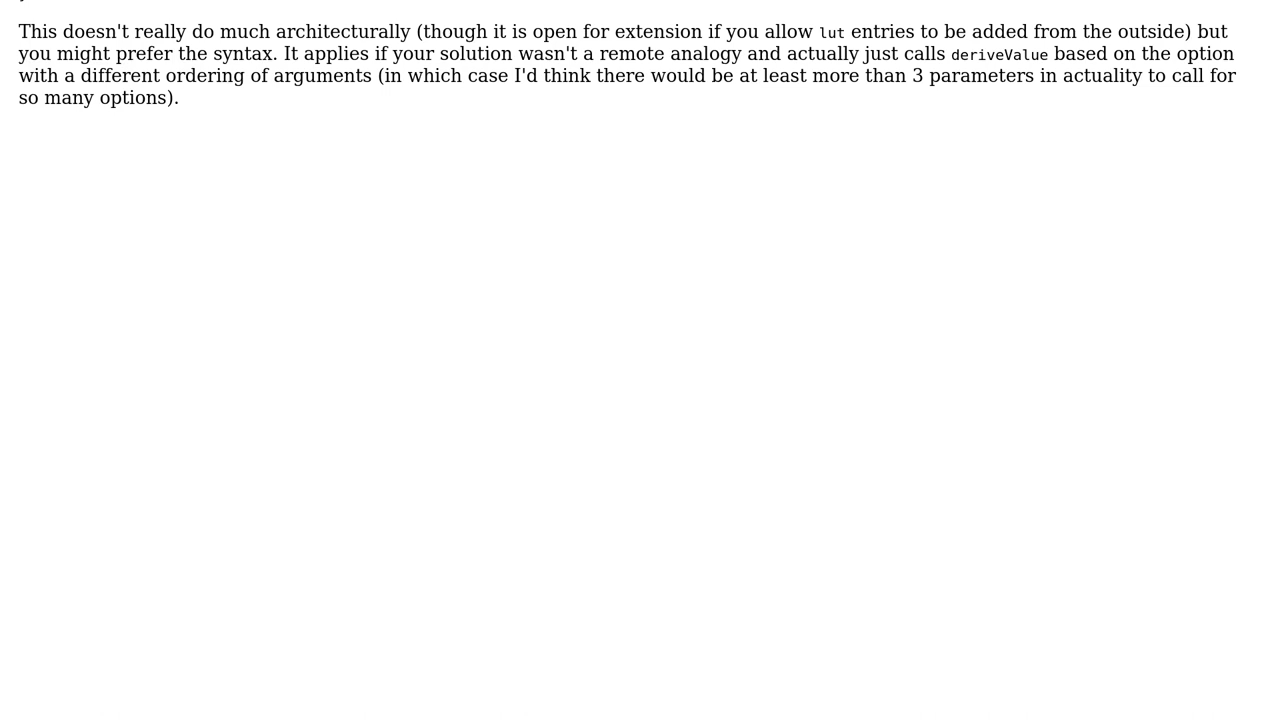 This doesn't really do much architecturally (though it is open for extension if you allow lut entries to be added from the outside) but
you might prefer the syntax. It applies if your solution wasn't a remote analogy and actually just calls deriveValue based on the option
with a different ordering of arguments (in which case I'd think there would be at least more than 3 parameters in actuality to call for
so many options).